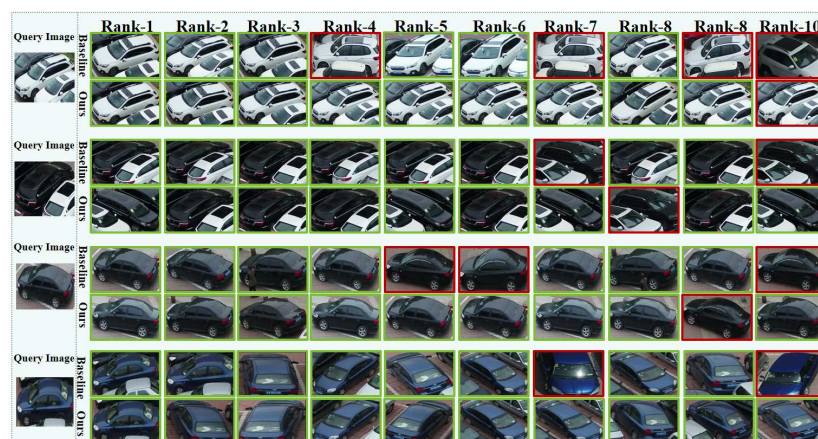 Rank-1 Rank-2 Rank-3 Rank-4 Rank-5 Rank-6 Rank-7 Rank-8 Rank-8 Rank-10
Query Image
Baseline
Ours
Query Image
Baseline
Ours
Query Image
Baseline
Ours
Query Image
Baseline
Ours